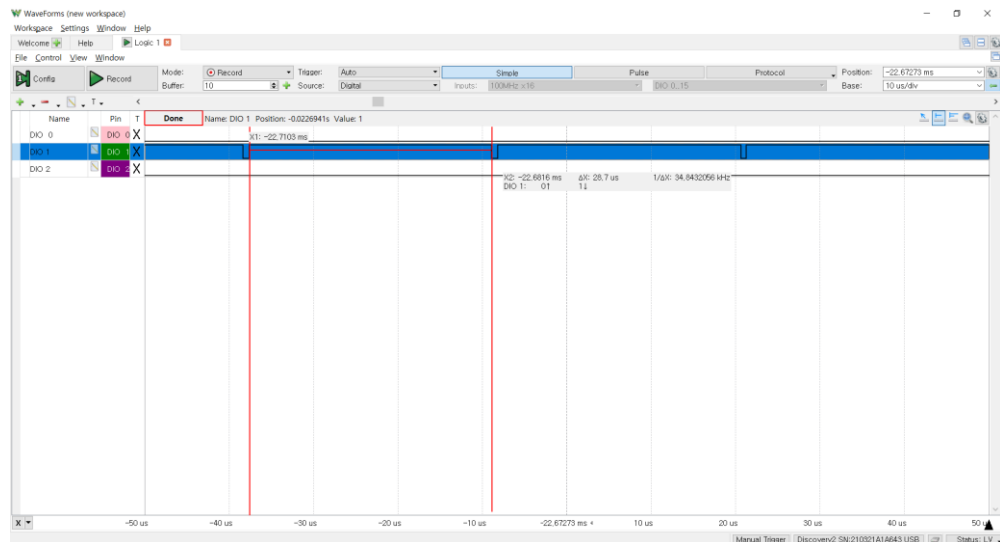 WaveForms (new workspace)
Workspace Settings Window Help
Welcome Help Logic 1
File Control View Window
Config Record Mode: Record Trigger: Auto Simple Pulse Protocol Position: -22.67273 ms
Buffer: 10 Source: Digital Inputs: 100MHz x16 DIO 0..15 Base: 10 us/div
T
Name Pin T Done Name: DIO 1 Position: -0.0226941s Value: 1
DIO 0 DIO 0 X X1: -22.7103 ms
DIO 1 DIO 1 X
DIO 2 DIO 2 X
X2: -22.6816 ms ΔX: 28.7 us 1/ΔX: 34.8432056 kHz
DIO 1: 0↑ 1↓
X -50 us -40 us -30 us -20 us -10 us -22.67273 ms + 10 us 20 us 30 us 40 us 50 u
Manual Trigger Discovery2 SN:210321A1A643 USB Status: LV